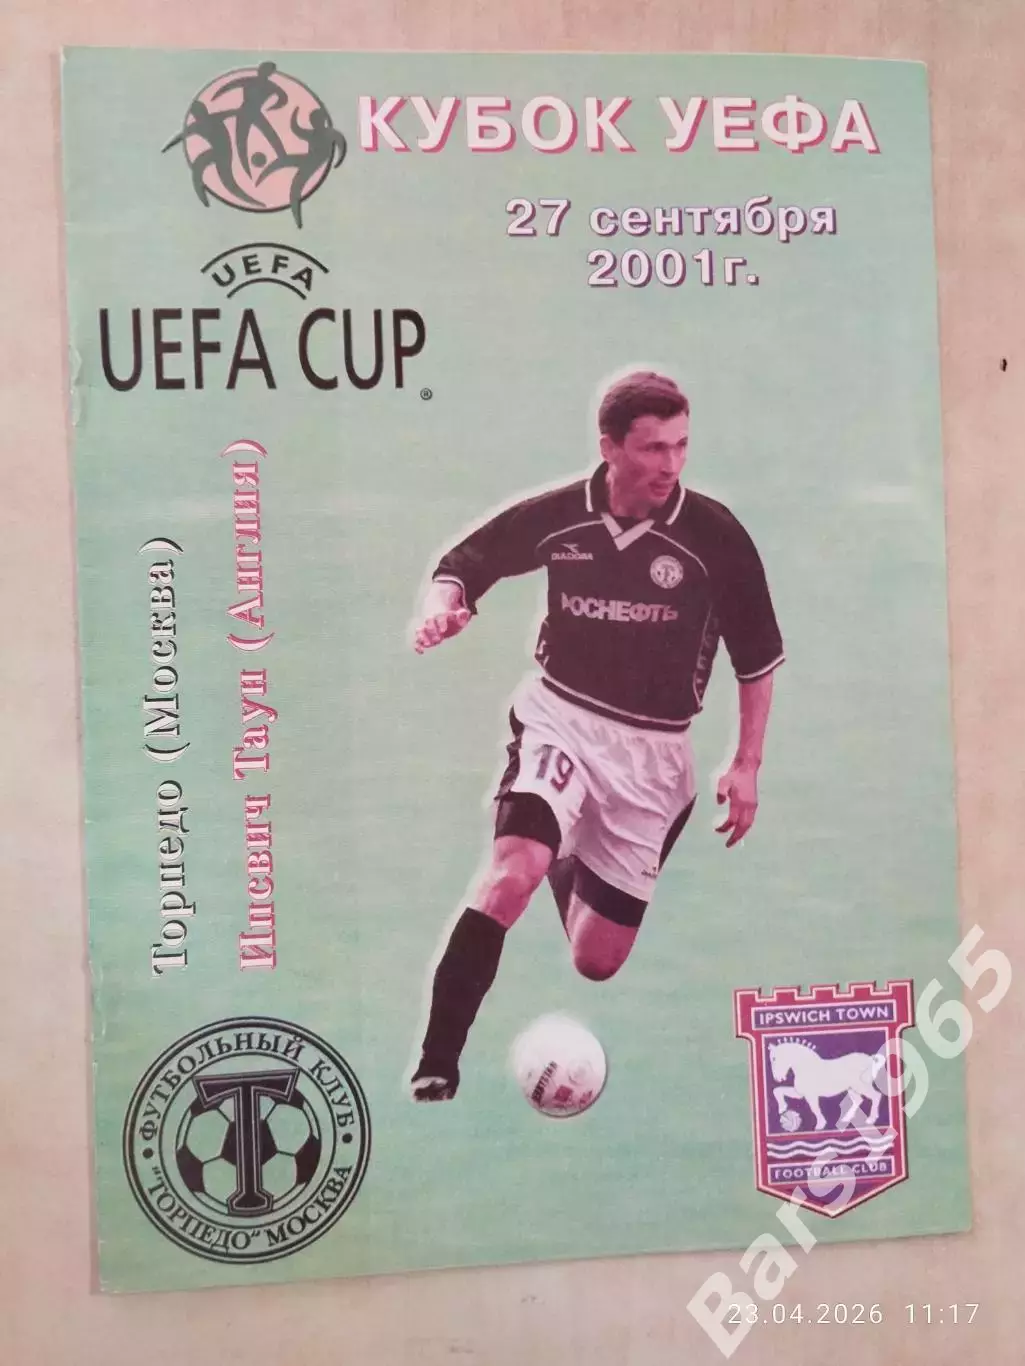 КУБОК УЕФА
27 сентября
2001г.
UEFA
UEFA CUP®
Торпедо (Москва)
Ипсвич Таун (Англия)
DIADORA
РОСНЕФТЬ
19
IPSWICH TOWN
FOOTBALL CLUB
ФУТБОЛЬНЫЙ КЛУБ
Т
"ТОРПЕДО" МОСКВА
Bars1965
23.04.2026 11:17